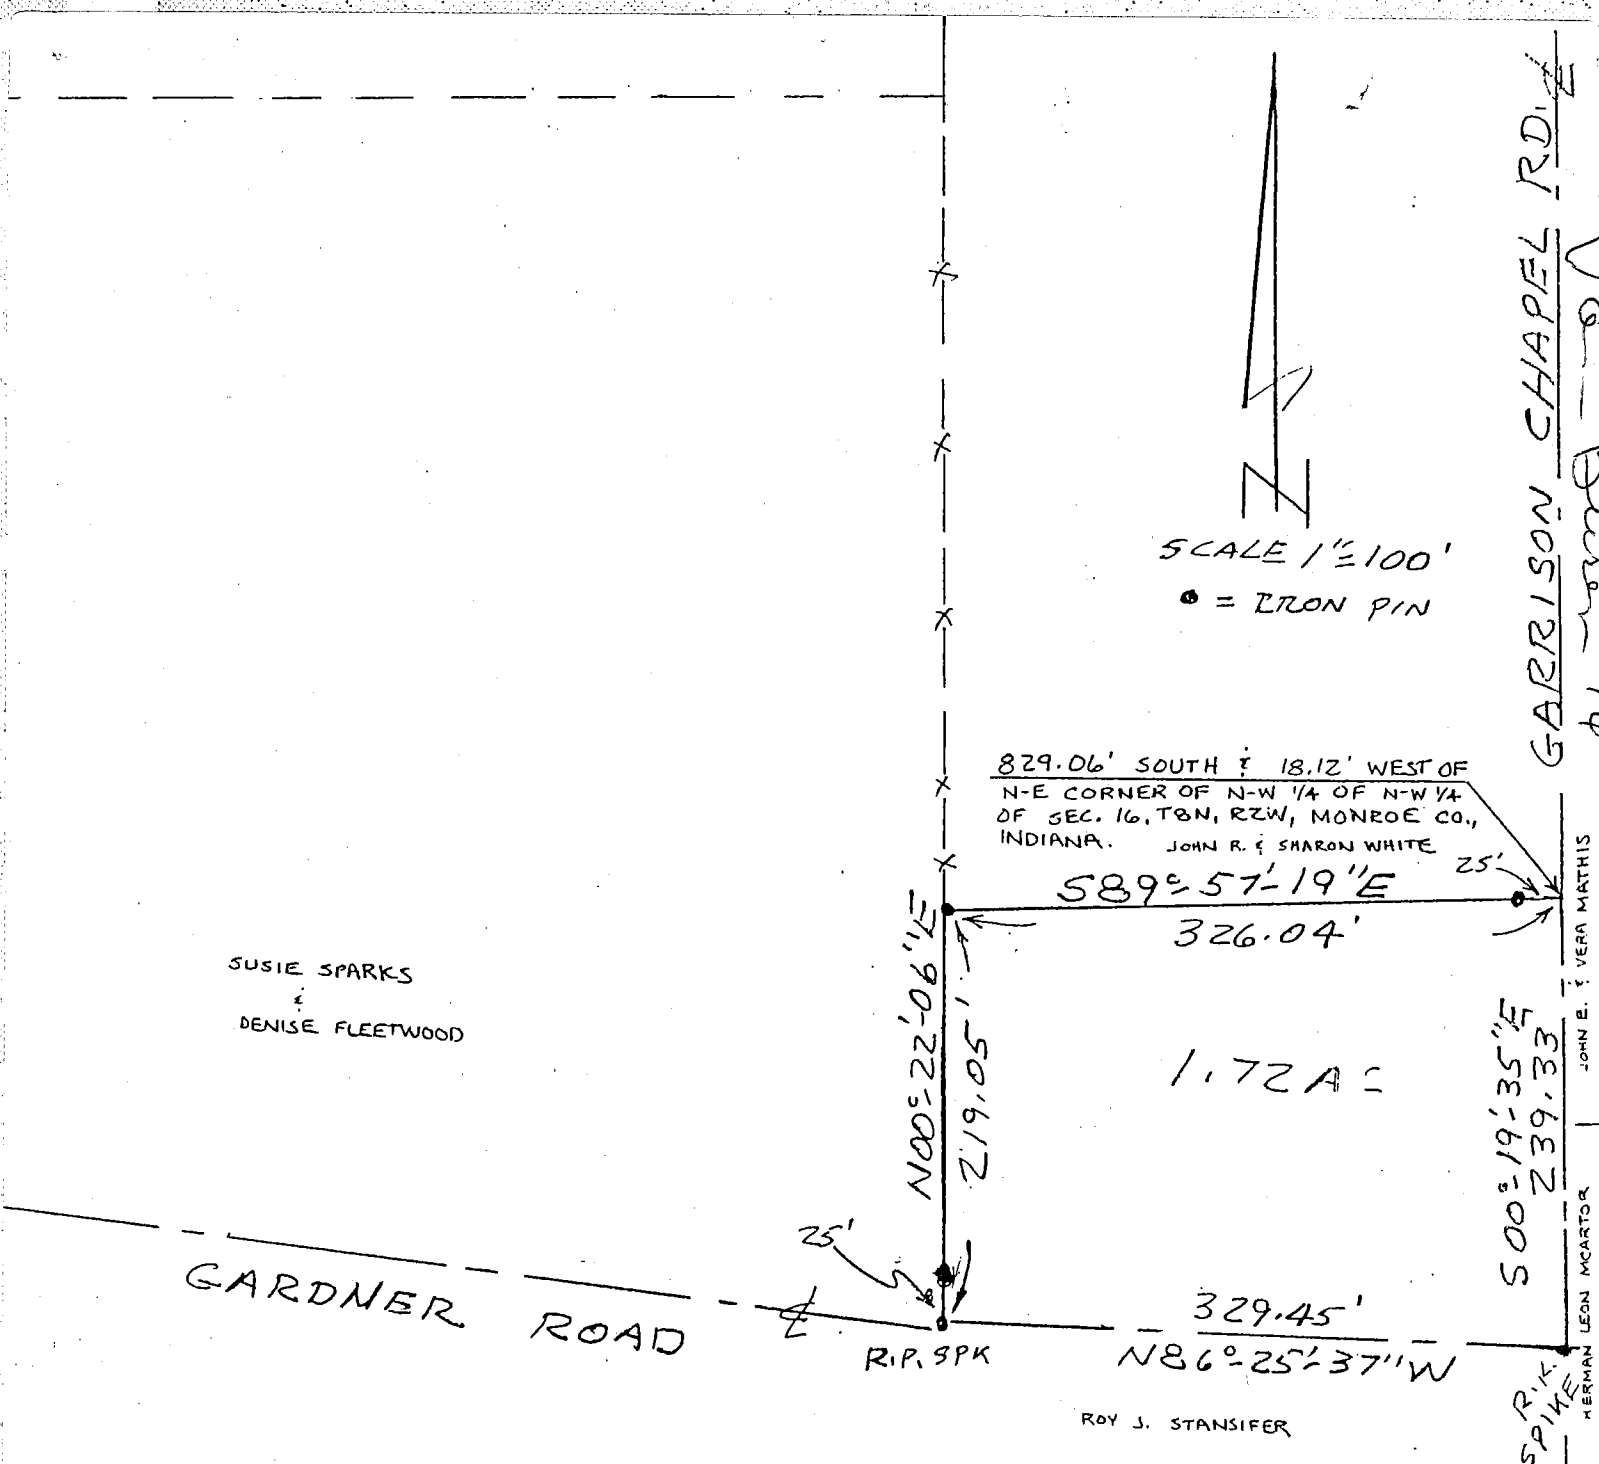 GARRISON CHAPEL RD.
SCALE 1"=100'
= IRON PIN
829.06' SOUTH & 18.12' WEST OF
N-E CORNER OF N-W 1/4 OF N-W 1/4
OF SEC. 16, T8N, R2W, MONROE CO.,
INDIANA. JOHN R. & SHARON WHITE
25'
S89°-57'-19"E
326.04'
N00°-22'-06"E
219.05'
SUSIE SPARKS
&
DENISE FLEETWOOD
1.72 A=
S00°-19'-35"E
239.33
JOHN E. & VERA MATHIS
HERMAN LEON MCARTOR
25'
GARDNER ROAD
R.P. SPK
329.45'
N86°-25'-37"W
R.R.
SPIKE
ROY J. STANSIFER